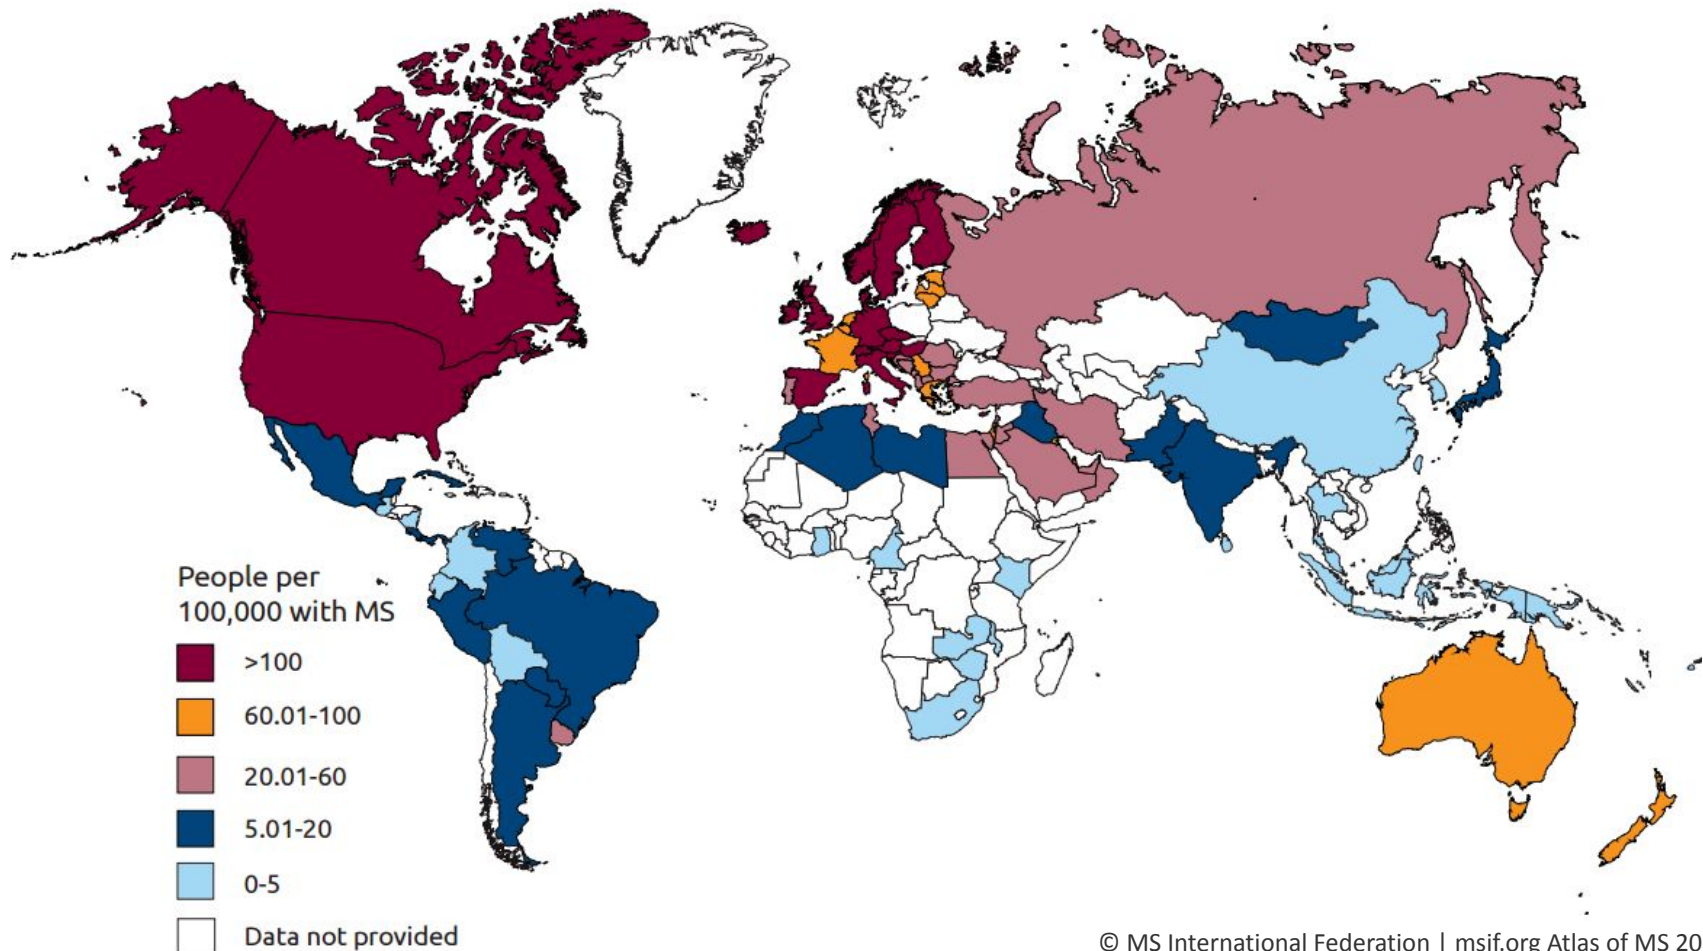 People per
100,000 with MS
>100
60.01-100
20.01-60
5.01-20
0-5
Data not provided
© MS International Federation | msif.org Atlas of MS 20